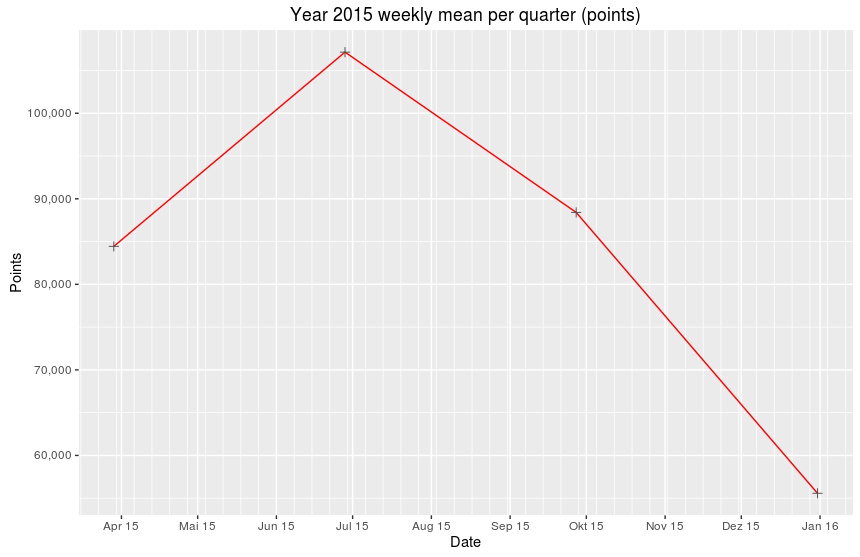 Year 2015 weekly mean per quarter (points)
Points
100,000
90,000
80,000
70,000
60,000
Apr 15 Mai 15 Jun 15 Jul 15 Aug 15 Sep 15 Okt 15 Nov 15 Dez 15 Jan 16
Date